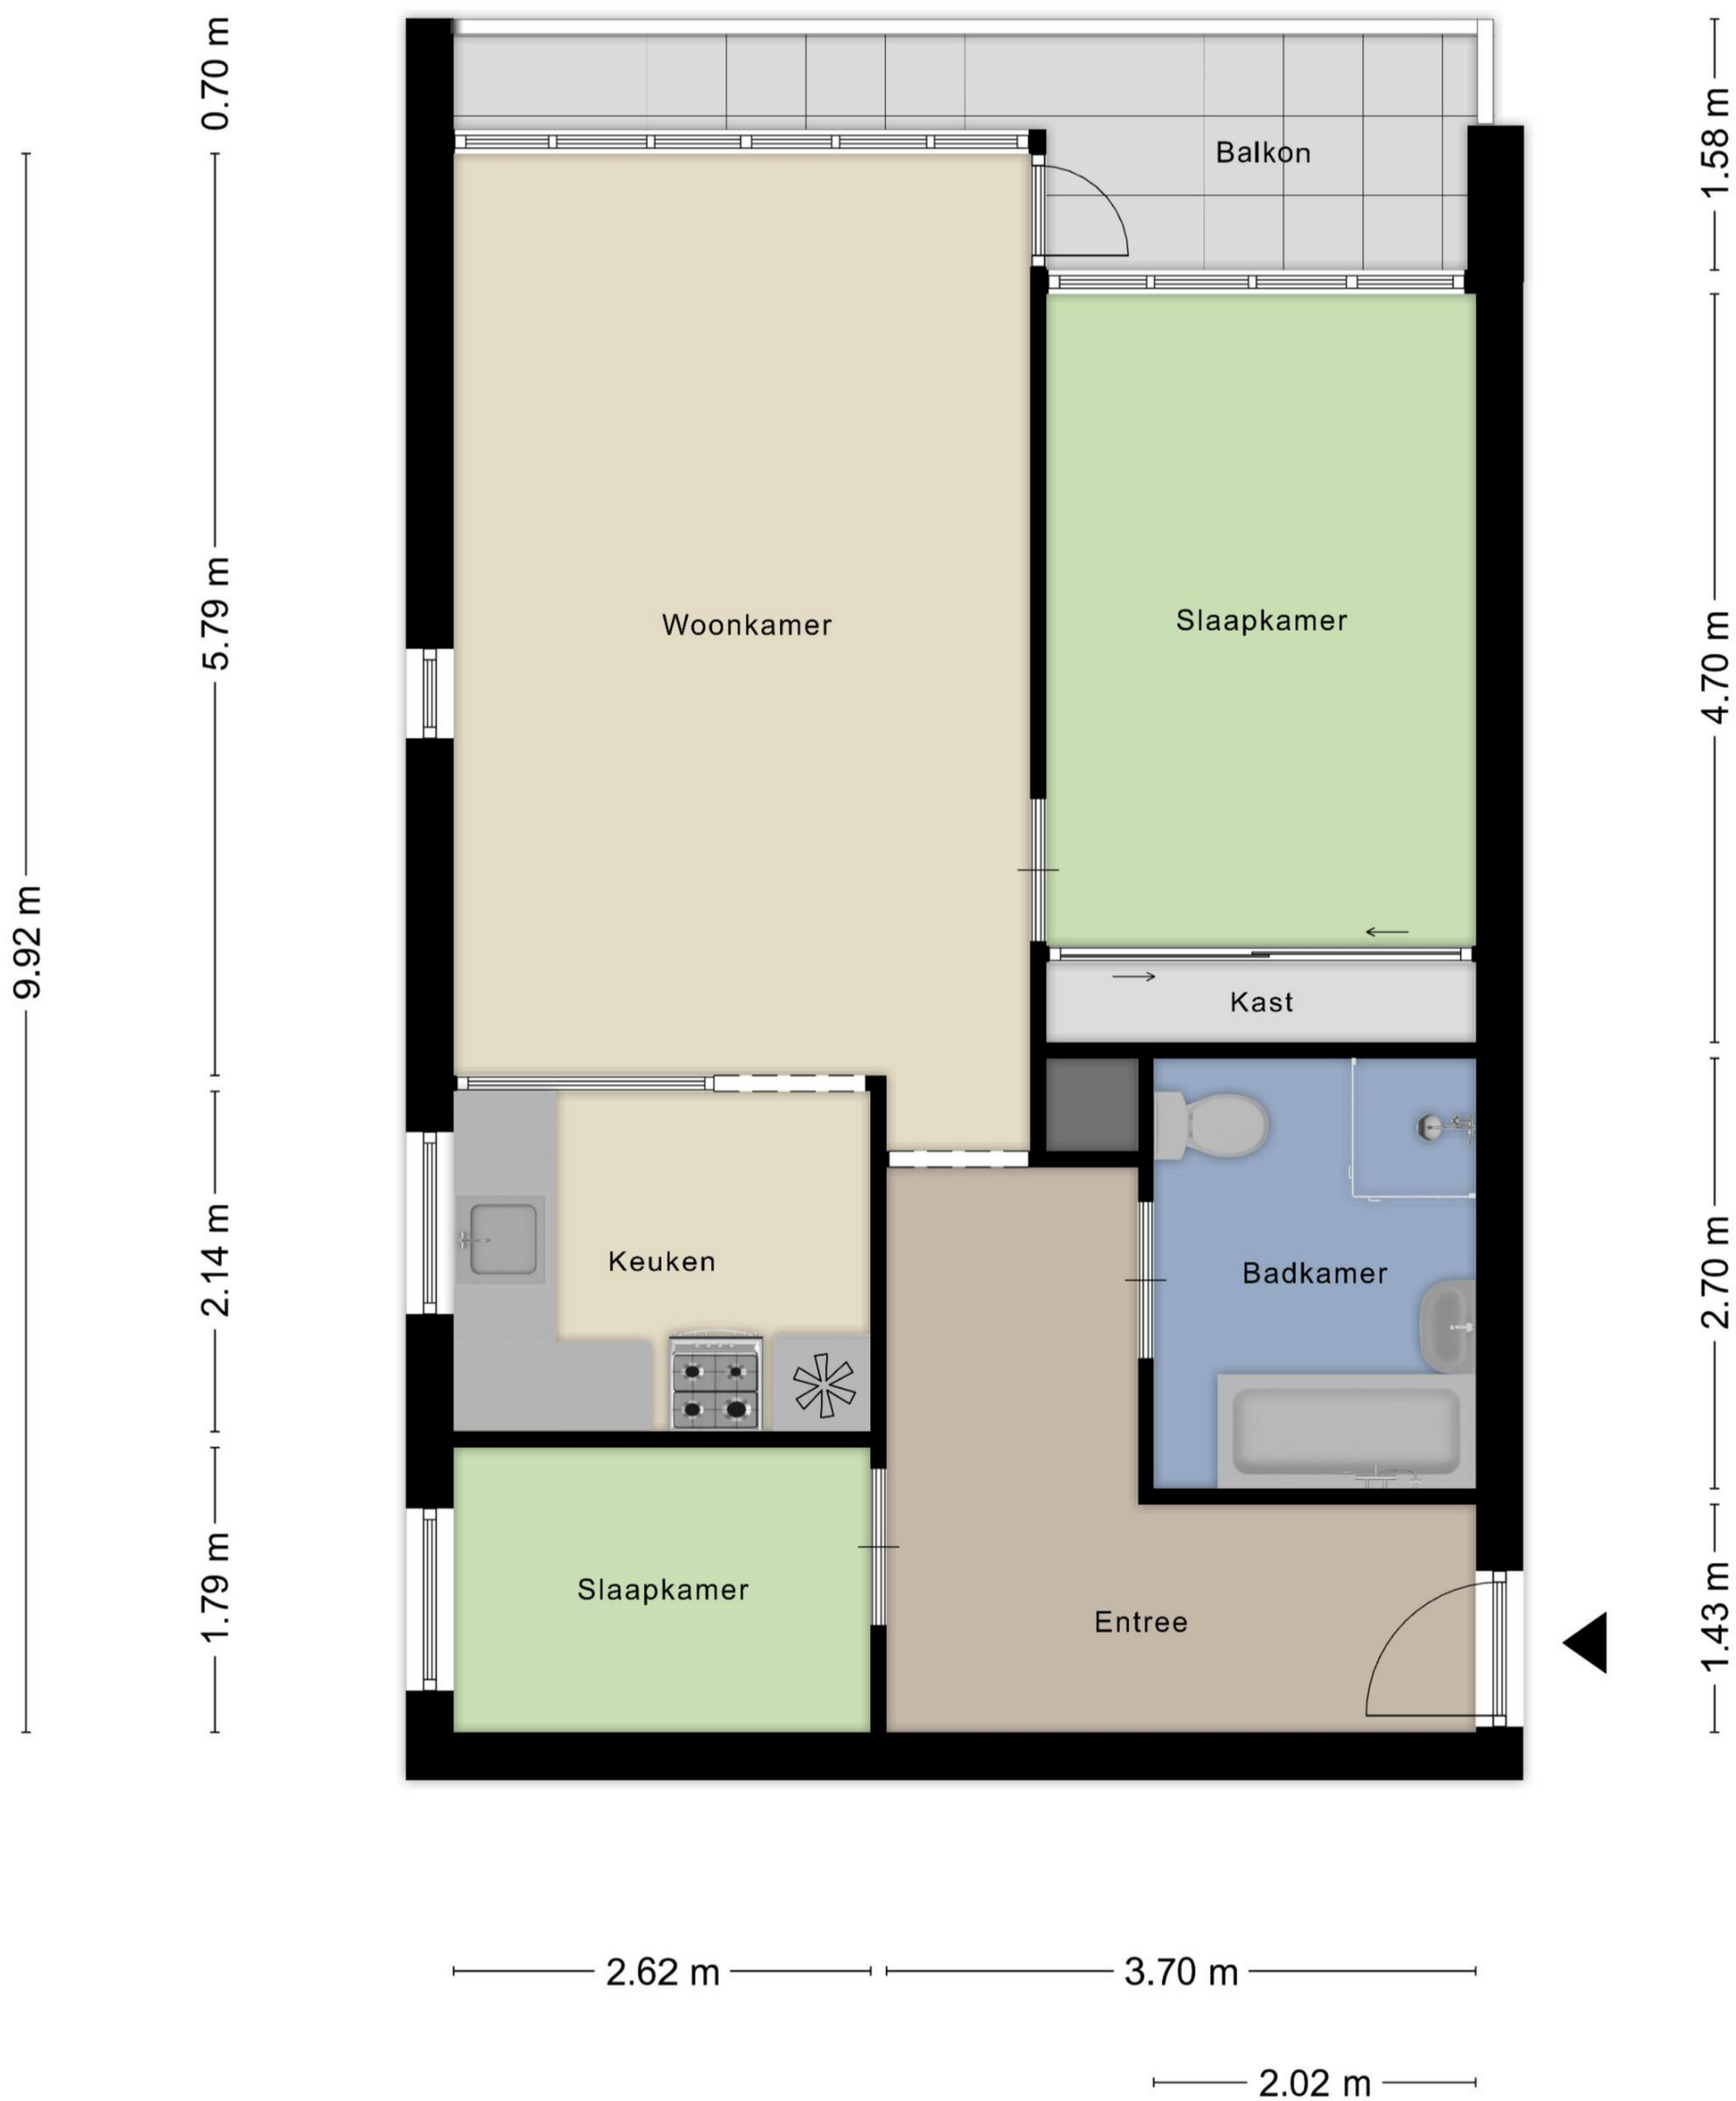 0.70 m
1.58 m
Balkon
5.79 m
Woonkamer
Slaapkamer
4.70 m
9.92 m
Kast
2.14 m
Keuken
Badkamer
2.70 m
1.79 m
Slaapkamer
Entree
1.43 m
2.62 m
3.70 m
2.02 m